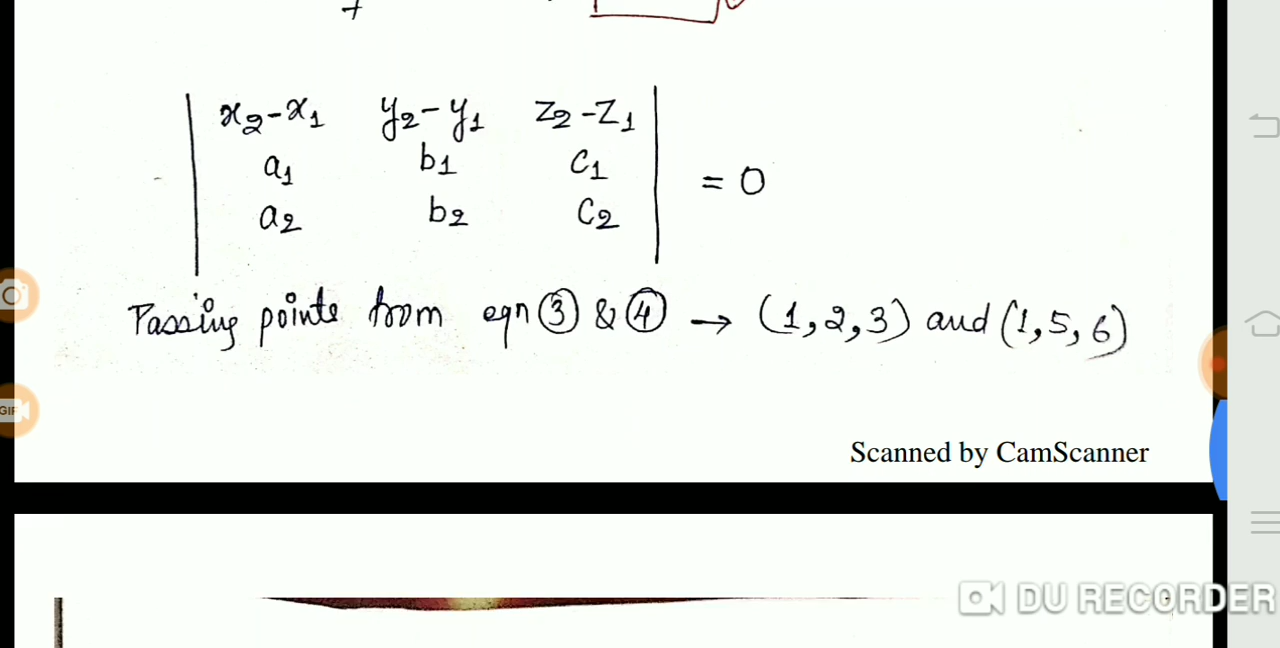 x₂-x₁ y₂-y₁ z₂-z₁
a₁ b₁ c₁ = 0
a₂ b₂ c₂
Passing points from eqn ③ & ④ → (1,2,3) and (1,5,6)
Scanned by CamScanner
GIF
DU RECORDER